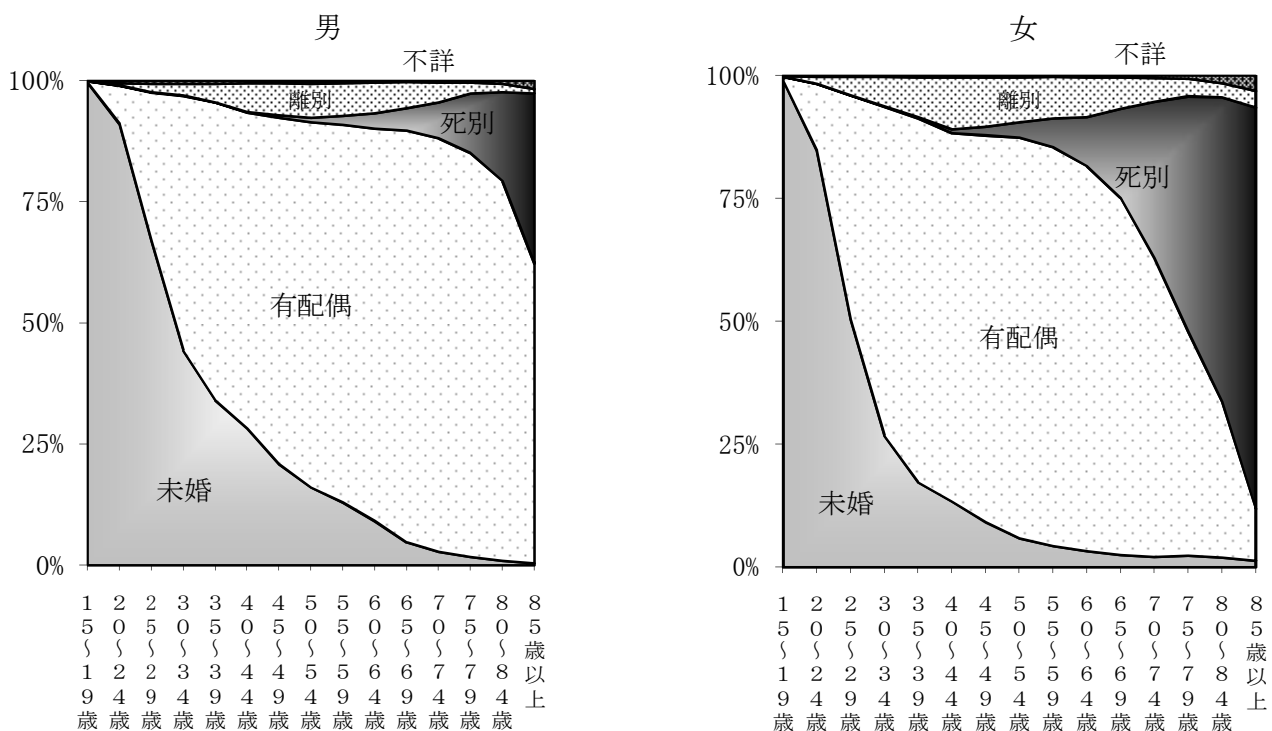 男
不詳
100%
離別
死別
75%
有配偶
50%
25%
未婚
0%
15～19歳
20～24歳
25～29歳
30～34歳
35～39歳
40～44歳
45～49歳
50～54歳
55～59歳
60～64歳
65～69歳
70～74歳
75～79歳
80～84歳
85歳以上
女
不詳
100%
離別
75%
死別
50%
有配偶
25%
未婚
0%
15～19歳
20～24歳
25～29歳
30～34歳
35～39歳
40～44歳
45～49歳
50～54歳
55～59歳
60～64歳
65～69歳
70～74歳
75～79歳
80～84歳
85歳以上